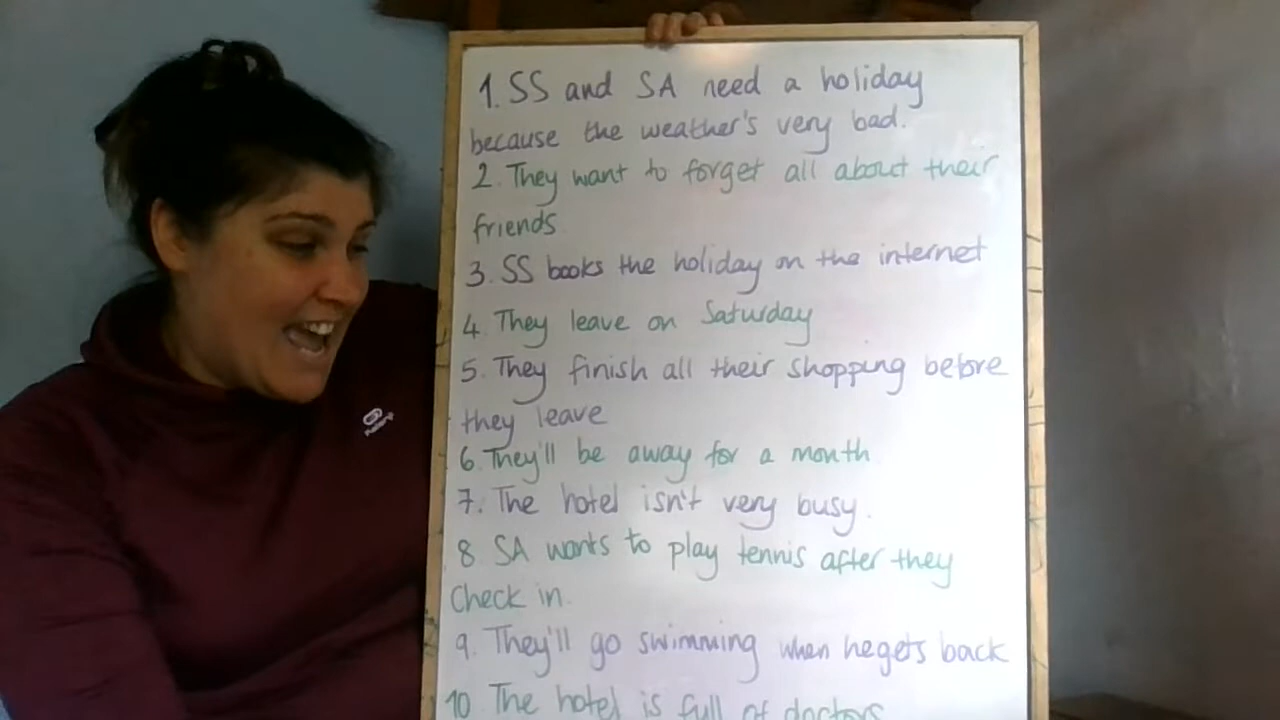 1. SS and SA need a holiday
because the weather's very bad.
2. They want to forget all about their
friends
3. SS books the holiday on the internet
4. They leave on Saturday
5. They finish all their shopping before
they leave
6. They'll be away for a month
7. The hotel isn't very busy.
8 SA wants to play tennis after they
Check in.
9. They'll go swimming when he gets back
10 The hotel is full of doctors